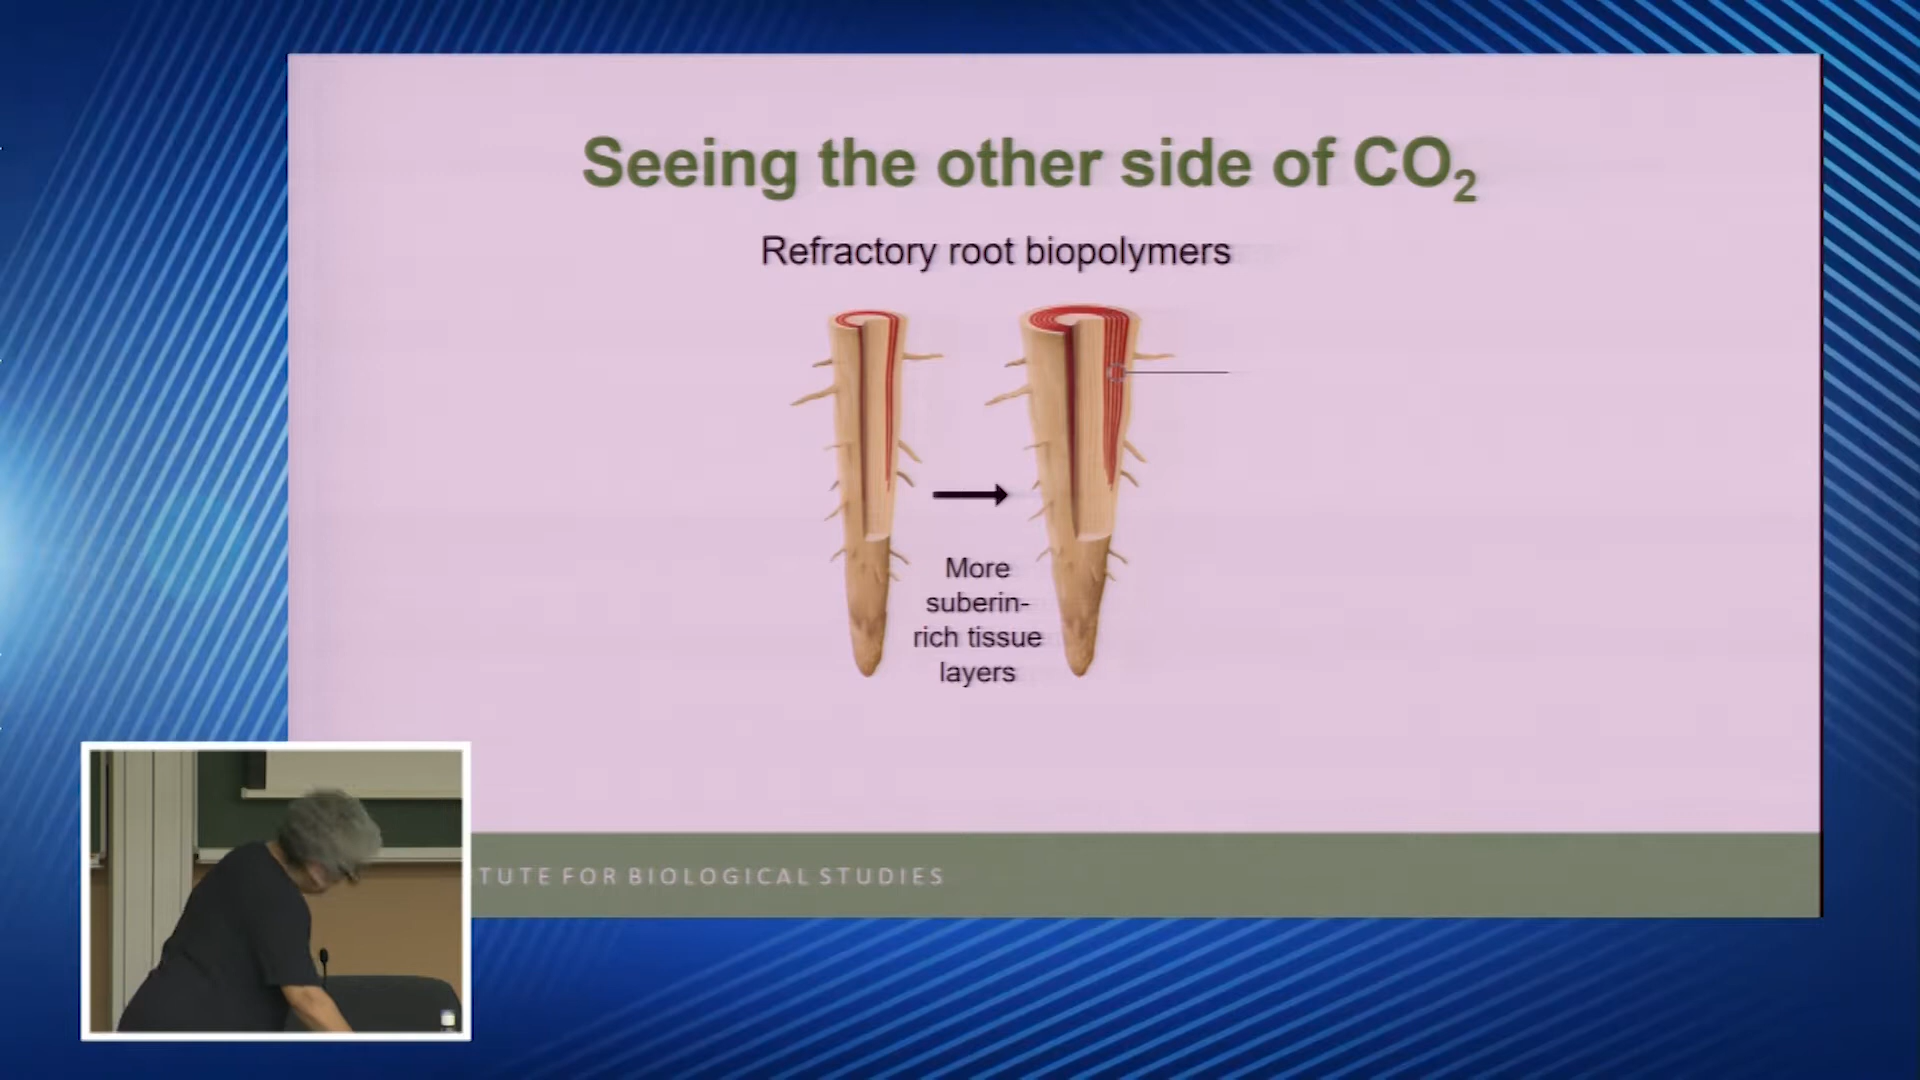 Seeing the other side of CO₂
Refractory root biopolymers
More
suberin-
rich tissue
layers
TUTE FOR BIOLOGICAL STUDIES